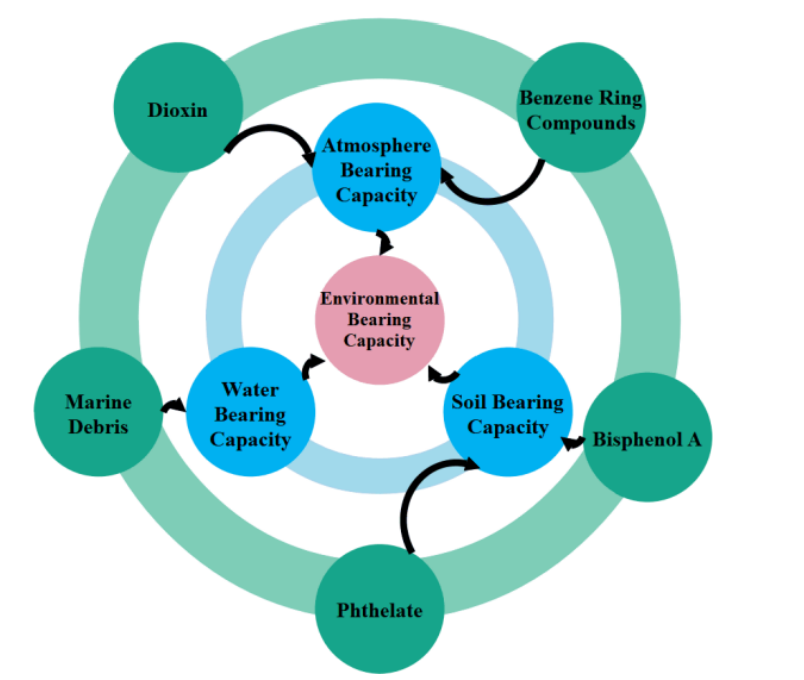 Dioxin
Benzene Ring
Compounds
Atmosphere
Bearing
Capacity
Environmental
Bearing
Capacity
Marine
Debris
Water
Bearing
Capacity
Soil Bearing
Capacity
Bisphenol A
Phthelate